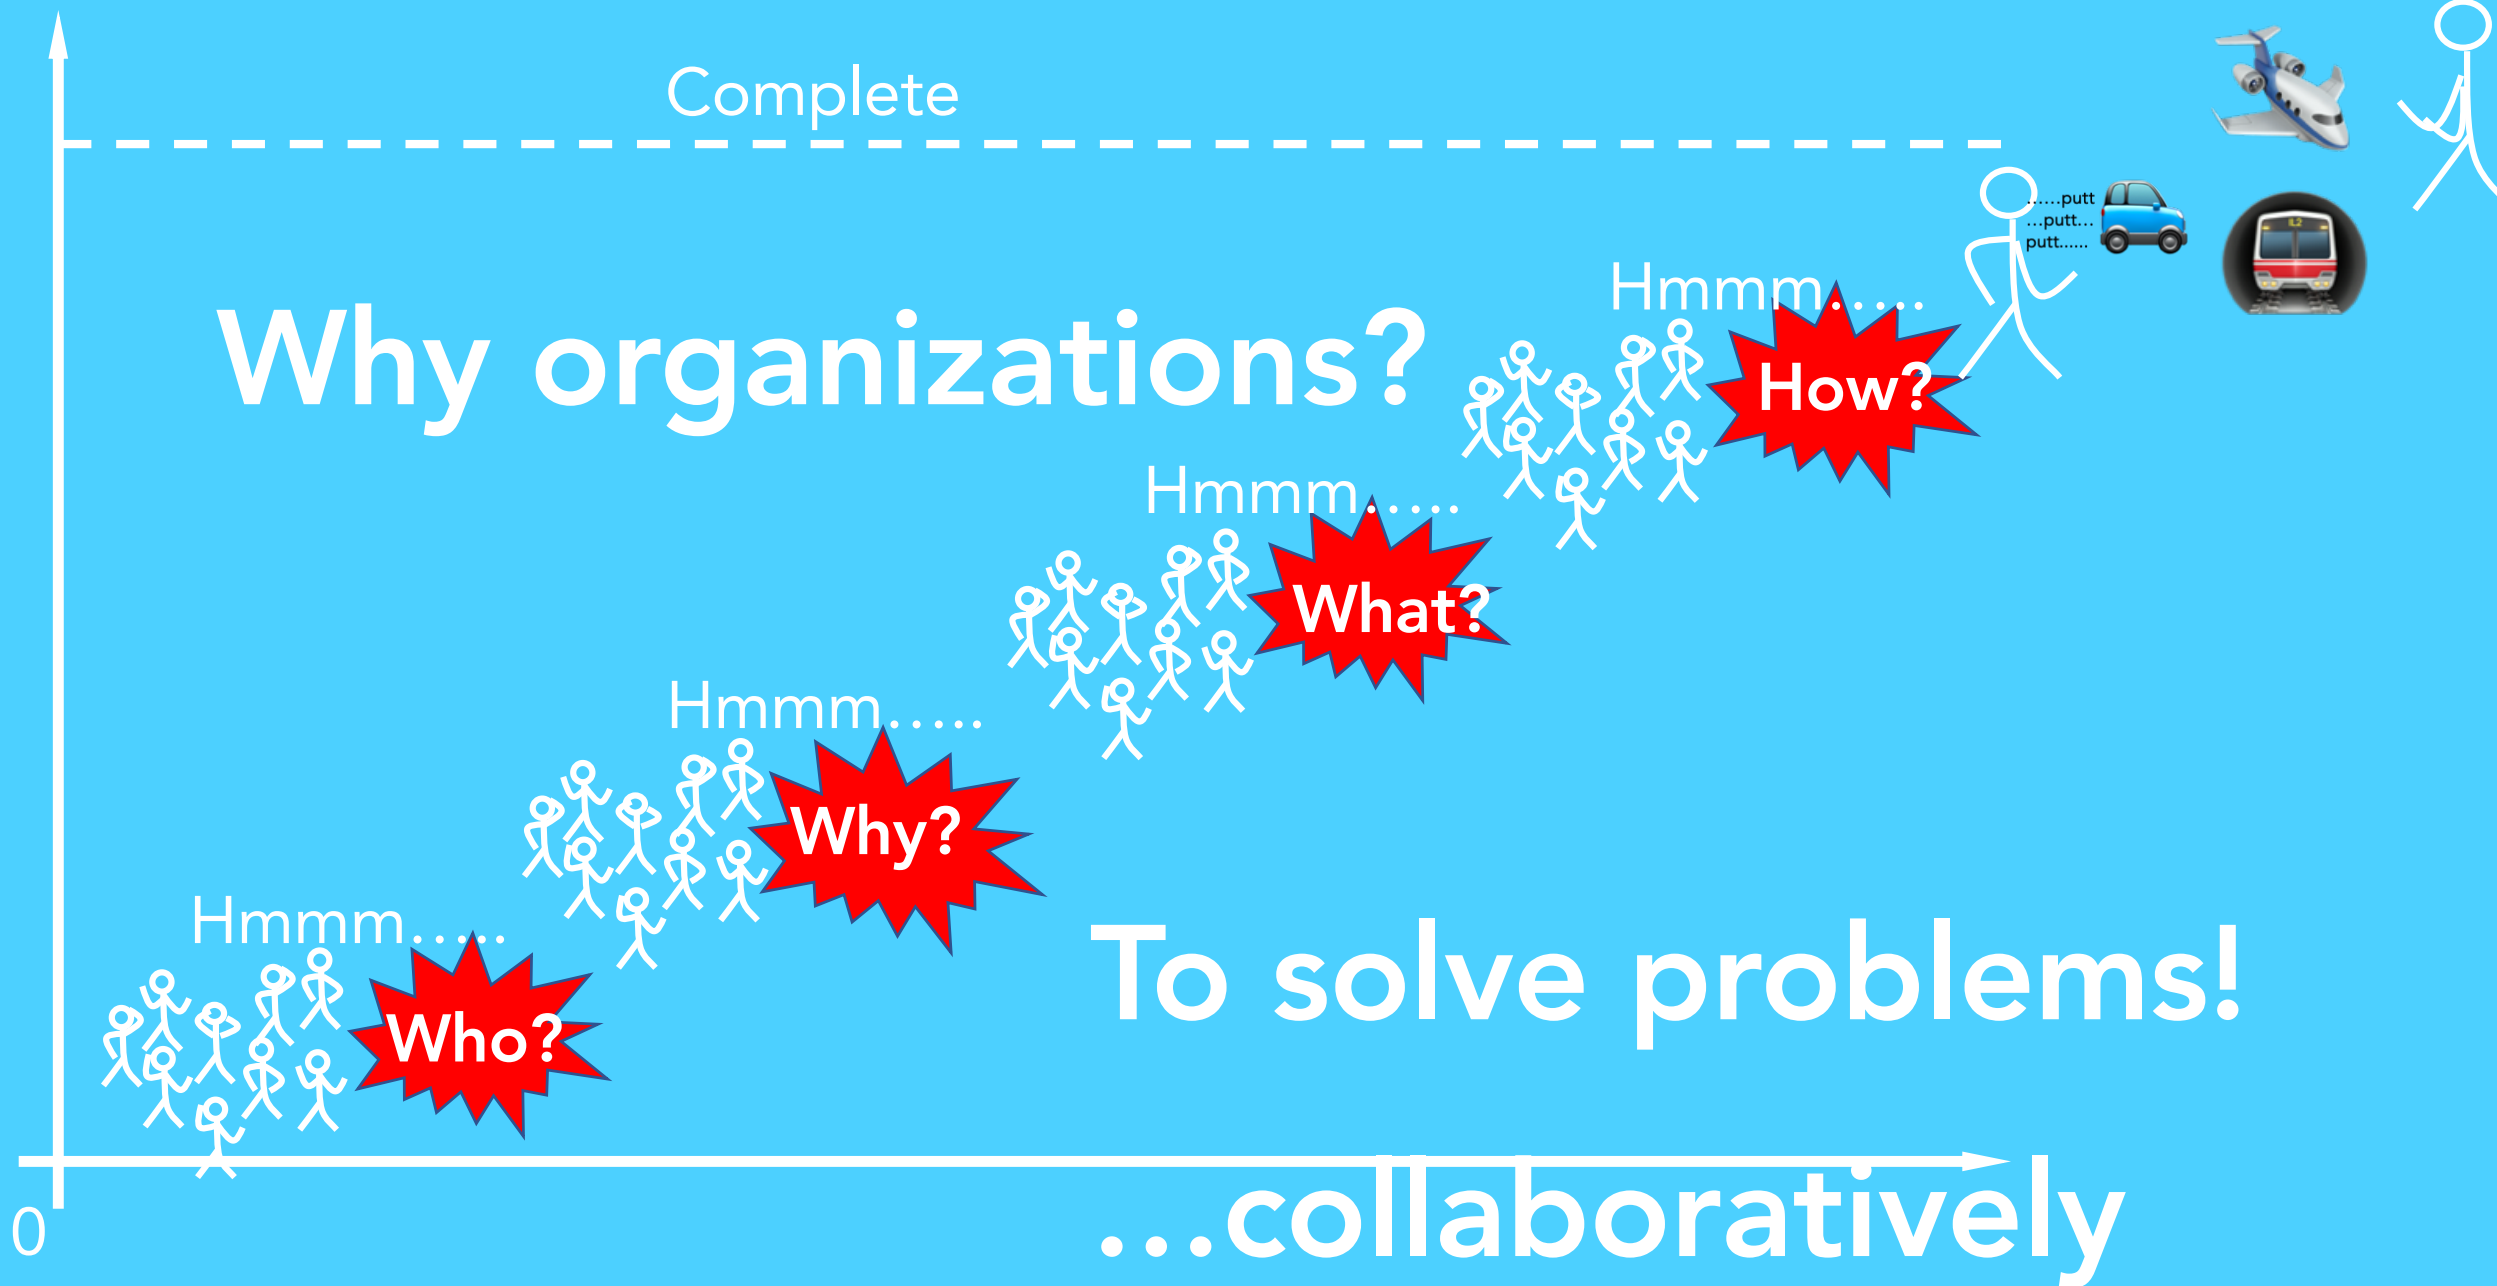 Complete
......putt
...putt...
putt......
Hmmm.....
Why organizations?
How?
Hmmm.....
What?
Hmmm.....
Why?
Hmmm.....
Who?
To solve problems!
0
...collaboratively